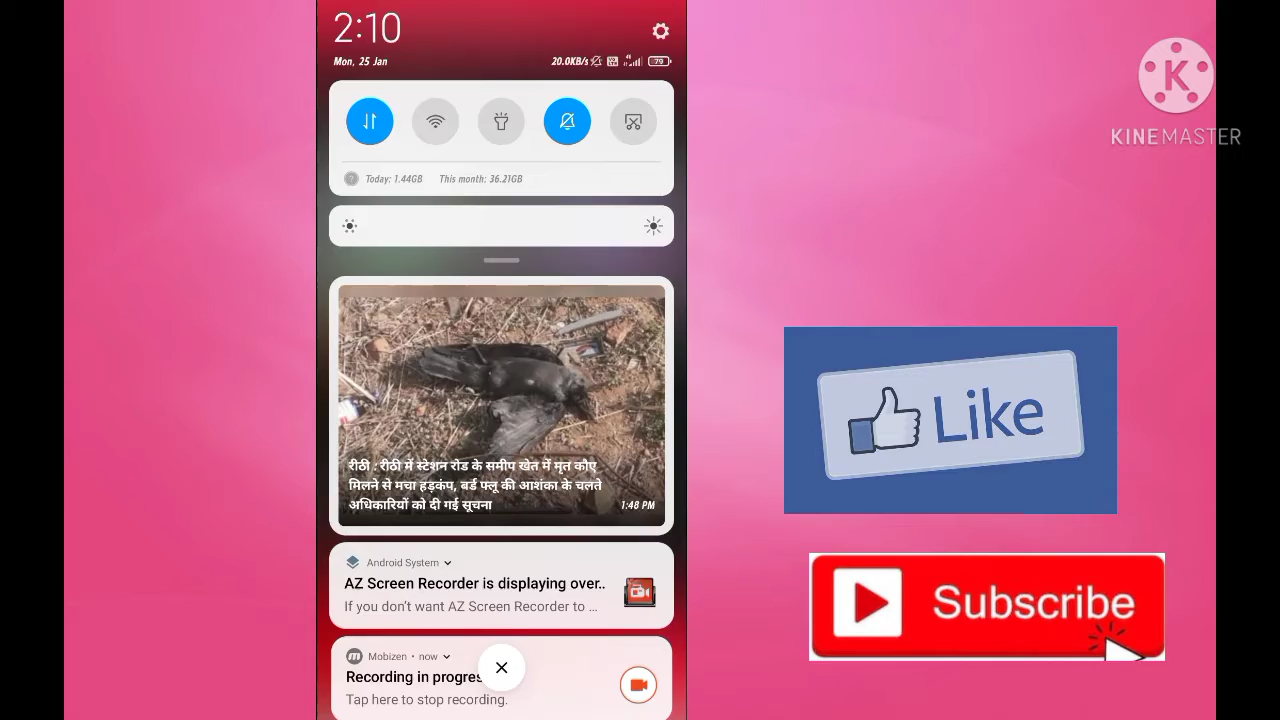 2:10
Mon, 25 Jan
20.0KB/s
79
Today: 1.44GB This month: 36.21GB
रीठी : रीठी में स्टेशन रोड के समीप खेत में मृत कौए
मिलने से मचा हड़कंप, बर्ड फ्लू की आशंका के चलते
अधिकारियों को दी गई सूचना
1:48 PM
Android System
AZ Screen Recorder is displaying over..
If you don't want AZ Screen Recorder to ...
Mobizen • now
Recording in progres
Tap here to stop recording.
K
KINEMASTER
Like
Subscribe